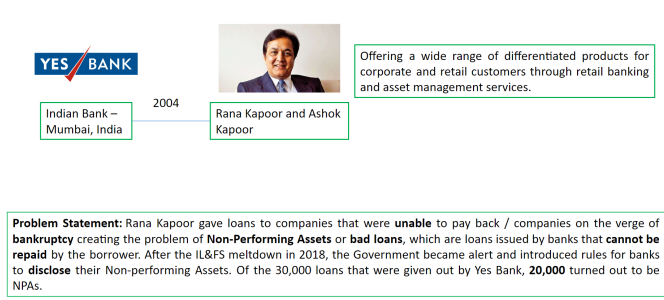 YES BANK
Offering a wide range of differentiated products for
corporate and retail customers through retail banking
and asset management services.
2004
Indian Bank –
Mumbai, India
Rana Kapoor and Ashok
Kapoor
Problem Statement: Rana Kapoor gave loans to companies that were unable to pay back / companies on the verge of
bankruptcy creating the problem of Non-Performing Assets or bad loans, which are loans issued by banks that cannot be
repaid by the borrower. After the IL&FS meltdown in 2018, the Government became alert and introduced rules for banks
to disclose their Non-performing Assets. Of the 30,000 loans that were given out by Yes Bank, 20,000 turned out to be
NPAs.